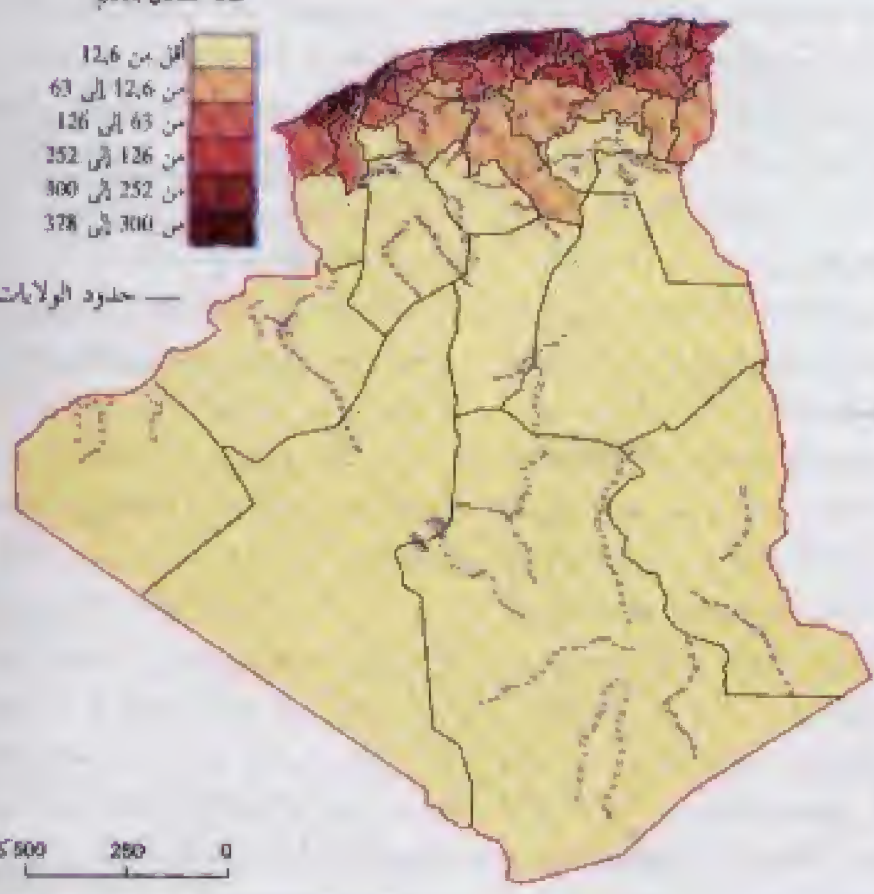 أقل من 12,6
من 12,6 إلى 63
من 63 إلى 126
من 126 إلى 252
من 252 إلى 300
من 300 إلى 378
حدود الولايات
0 250 500